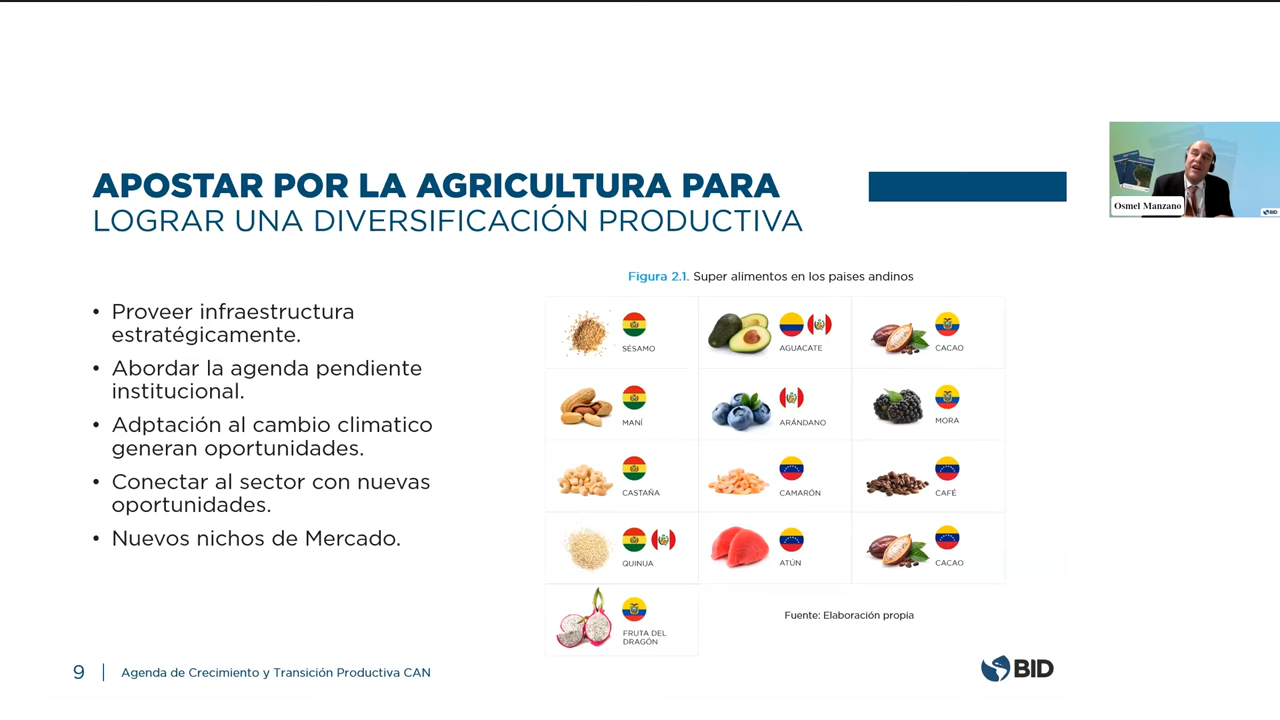 APOSTAR POR LA AGRICULTURA PARA
LOGRAR UNA DIVERSIFICACIÓN PRODUCTIVA
Osmel Manzano
BID
• Proveer infraestructura
estratégicamente.
• Abordar la agenda pendiente
institucional.
• Adptación al cambio climatico
generan oportunidades.
• Conectar al sector con nuevas
oportunidades.
• Nuevos nichos de Mercado.
Figura 2.1. Super alimentos en los paises andinos
SÉSAMO
AGUACATE
CACAO
MANÍ
ARÁNDANO
MORA
CASTAÑA
CAMARÓN
CAFÉ
QUINUA
ATÚN
CACAO
FRUTA DEL
DRAGÓN
Fuente: Elaboración propia
9 | Agenda de Crecimiento y Transición Productiva CAN
BID